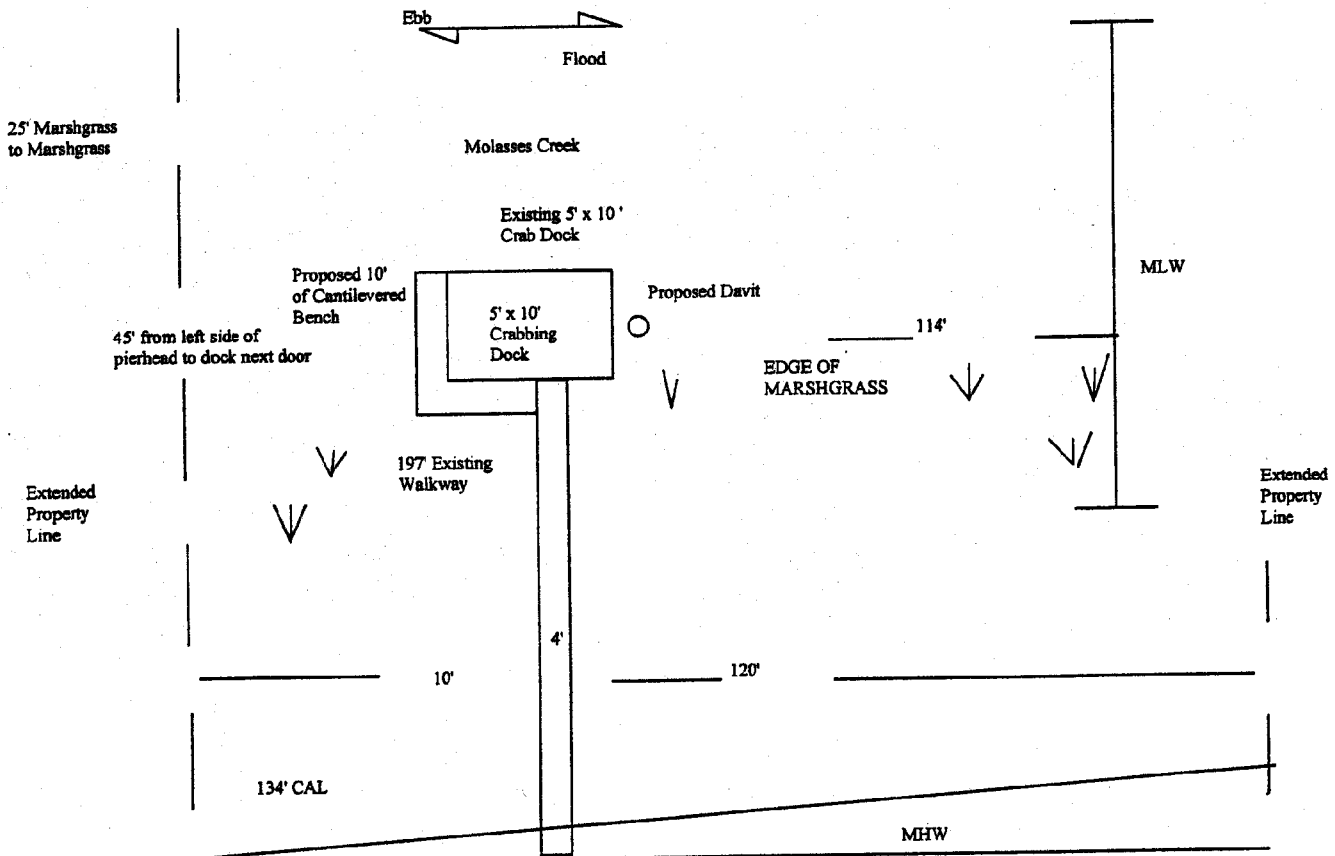 Ebb
Flood
25' Marshgrass
to Marshgrass
Molasses Creek
Existing 5' x 10'
Crab Dock
MLW
Proposed 10'
of Cantilevered
Bench
Proposed Davit
5' x 10'
Crabbing
Dock
114'
45' from left side of
pierhead to dock next door
EDGE OF
MARSHGRASS
197' Existing
Walkway
Extended
Property
Line
Extended
Property
Line
4'
10'
120'
134' CAL
MHW